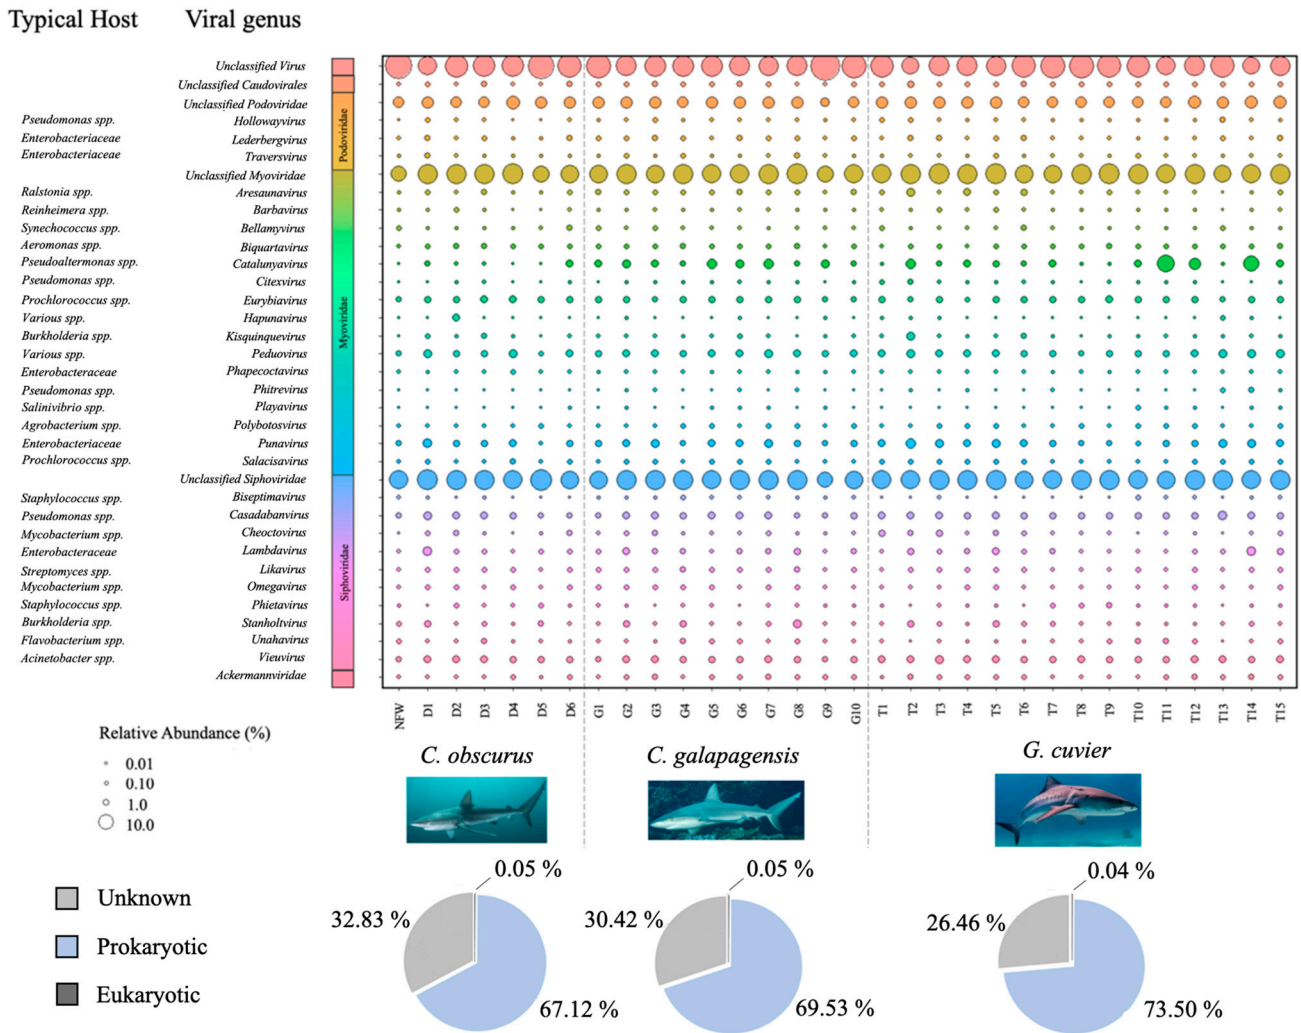 Typical Host Viral genus
Unclassified Virus
Unclassified Caudovirales
Unclassified Podoviridae
Pseudomonas spp. Hollowayvirus
Enterobacteriaceae Lederbergvirus
Enterobacteriaceae Traversvirus
Unclassified Myoviridae
Ralstonia spp. Aresaunavirus
Reinheimera spp. Barbavirus
Synechococcus spp. Bellamyvirus
Aeromonas spp. Biquartavirus
Pseudoaltermonas spp. Catalunyavirus
Pseudomonas spp. Citexvirus
Prochlorococcus spp. Eurybiavirus
Various spp. Hapunavirus
Burkholderia spp. Kisquinquevirus
Various spp. Peduovirus
Enterobacteraceae Phapecoctavirus
Pseudomonas spp. Phitrevirus
Salinivibrio spp. Playavirus
Agrobacterium spp. Polybotosvirus
Enterobacteriaceae Punavirus
Prochlorococcus spp. Salacisavirus
Unclassified Siphoviridae
Staphylococcus spp. Biseptimavirus
Pseudomonas spp. Casadabanvirus
Mycobacterium spp. Cheoctovirus
Enterobacteraceae Lambdavirus
Streptomyces spp. Likavirus
Mycobacterium spp. Omegavirus
Staphylococcus spp. Phietavirus
Burkholderia spp. Stanholtvirus
Flavobacterium spp. Unahavirus
Acinetobacter spp. Vieuvirus
Ackermannviridae
Podoviridae
Myoviridae
Siphoviridae
NFW D1 D2 D3 D4 D5 D6 G1 G2 G3 G4 G5 G6 G7 G8 G9 G10 T1 T2 T3 T4 T5 T6 T7 T8 T9 T10 T11 T12 T13 T14 T15
Relative Abundance (%)
0.01
0.10
1.0
10.0
C. obscurus C. galapagensis G. cuvier
Unknown
Prokaryotic
Eukaryotic
0.05 %
32.83 %
67.12 %
0.05 %
30.42 %
69.53 %
0.04 %
26.46 %
73.50 %